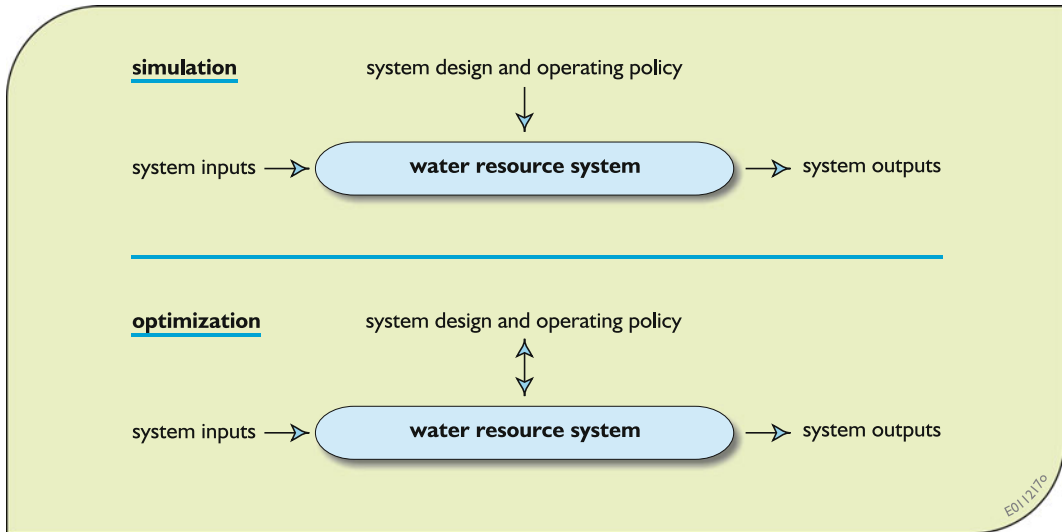 simulation
system design and operating policy
system inputs
water resource system
system outputs
optimization
system design and operating policy
system inputs
water resource system
system outputs
E011217o